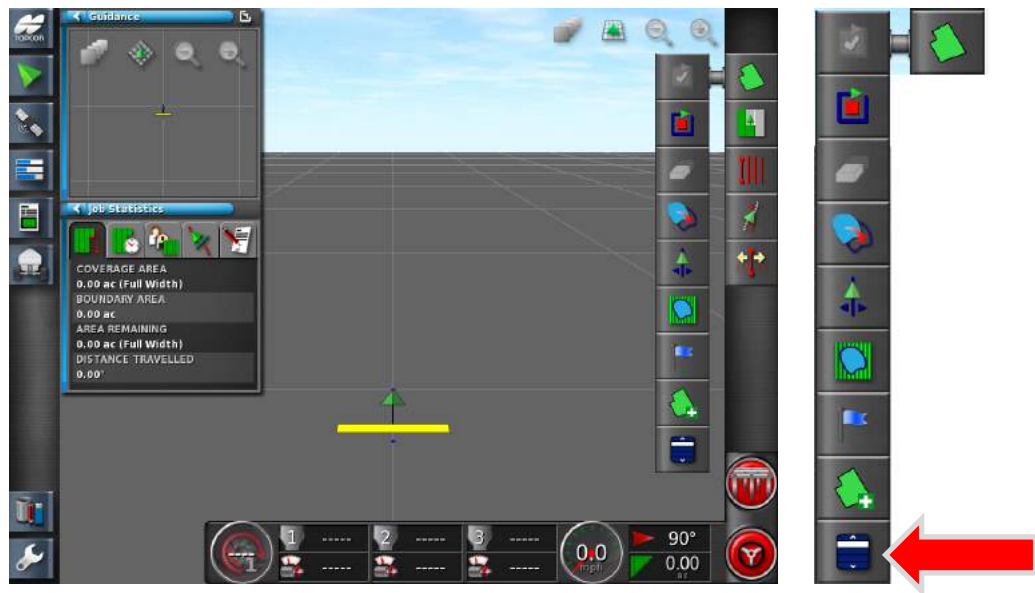 Guidance
TOPCON
Job Statistics
COVERAGE AREA
0.00 ac (Full Width)
BOUNDARY AREA
0.00 ac
AREA REMAINING
0.00 ac (Full Width)
DISTANCE TRAVELLED
0.00'
1 -----
2 -----
3 -----
-----
-----
-----
1
0.0
mph
90°
0.00
ac